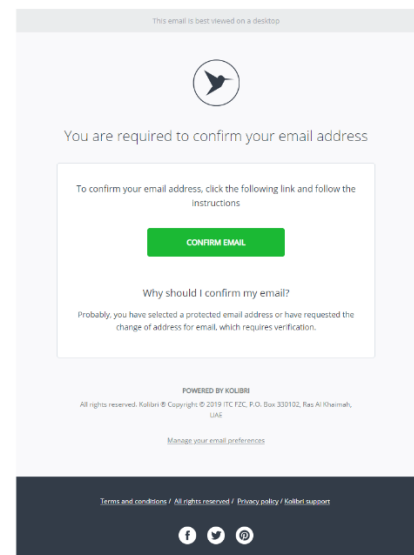 This email is best viewed on a desktop
You are required to confirm your email address
To confirm your email address, click the following link and follow the
instructions
CONFIRM EMAIL
Why should I confirm my email?
Probably, you have selected a protected email address or have requested the
change of address for email, which requires verification.
POWERED BY KOLIBRI
All rights reserved. Kolibri ® Copyright © 2019 ITC FZC, P.O. Box 330102, Ras Al Khaimah,
UAE
Manage your email preferences
Terms and conditions / All rights reserved / Privacy policy / Kolibri support